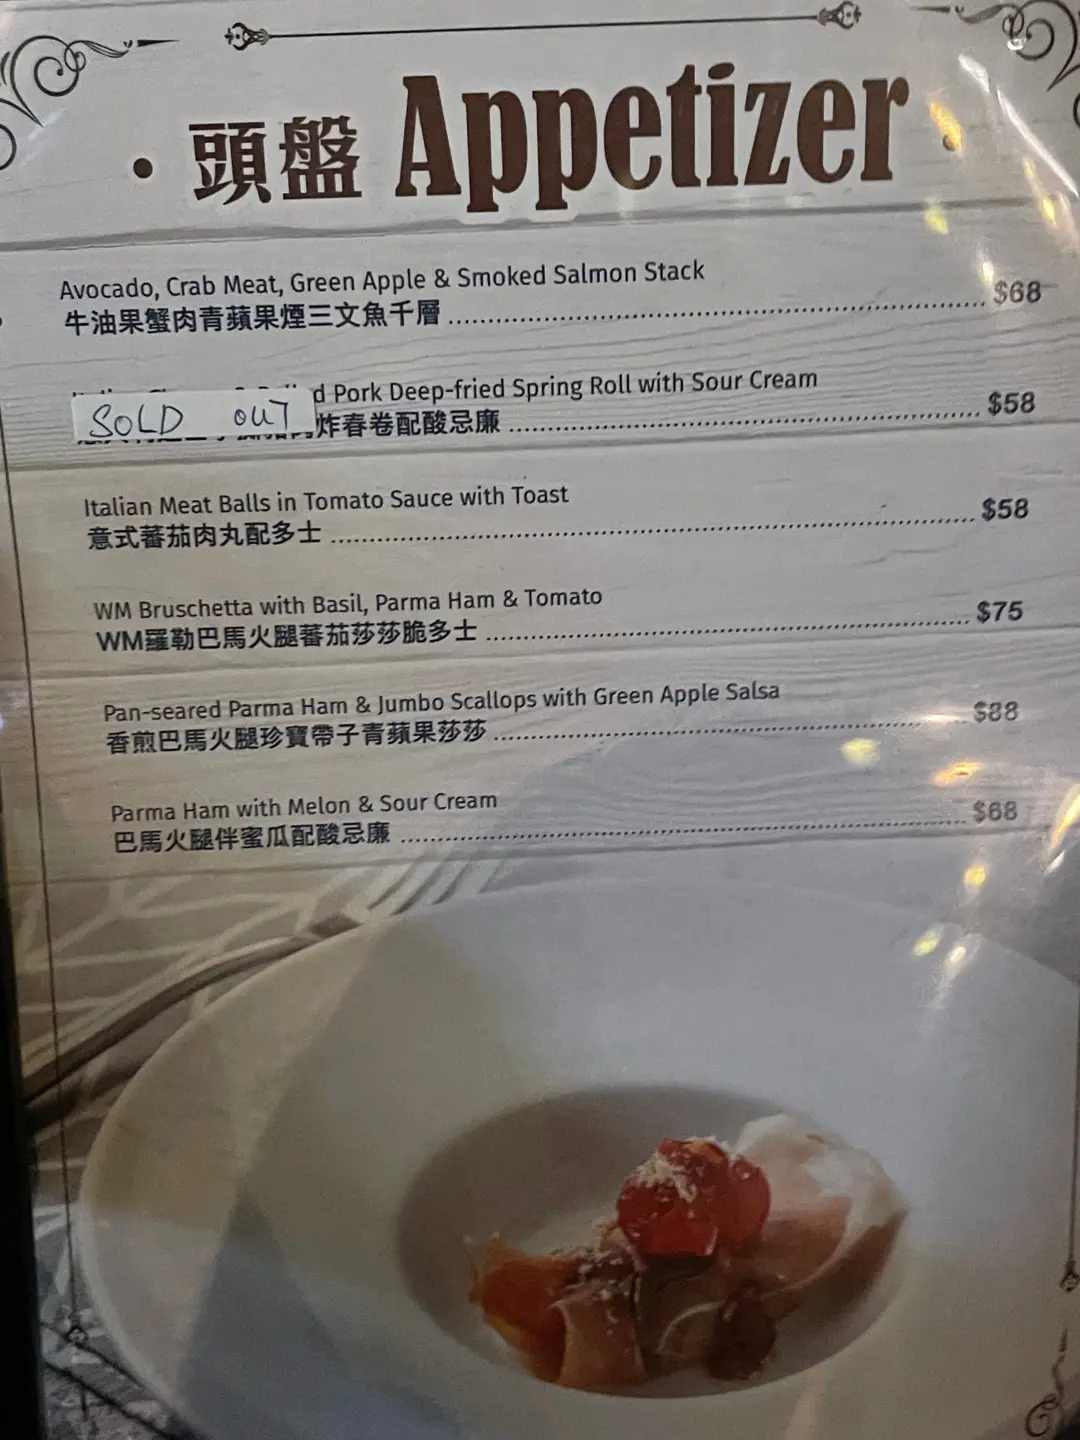 頭盤 Appetizer
Avocado, Crab Meat, Green Apple & Smoked Salmon Stack
牛油果蟹肉青蘋果煙三文魚千層 $68
Pork Deep-fried Spring Roll with Sour Cream
SOLD OUT
炸春卷配酸忌廉 $58
Italian Meat Balls in Tomato Sauce with Toast
意式蕃茄肉丸配多士 $58
WM Bruschetta with Basil, Parma Ham & Tomato
WM羅勒巴馬火腿蕃茄莎莎脆多士 $75
Pan-seared Parma Ham & Jumbo Scallops with Green Apple Salsa
香煎巴馬火腿珍寶帶子青蘋果莎莎 $88
Parma Ham with Melon & Sour Cream
巴馬火腿伴蜜瓜配酸忌廉 $68